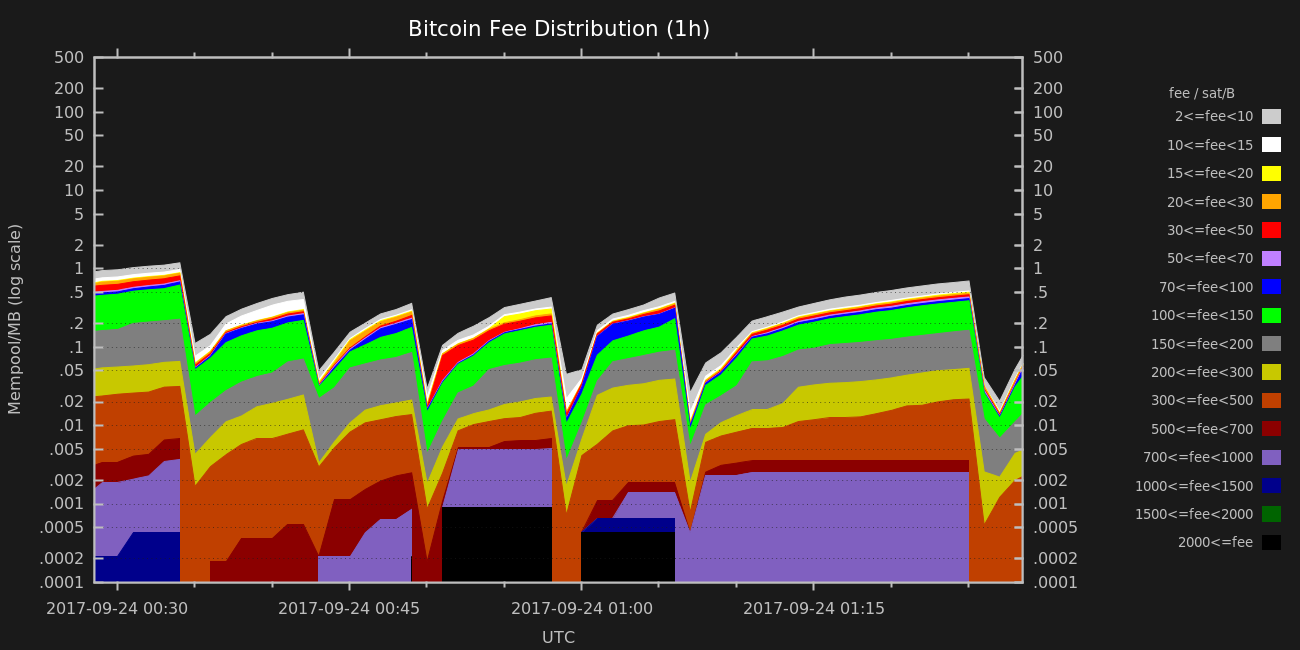 Bitcoin Fee Distribution (1h)
500 500
200 200
100 100
50 50
20 20
10 10
5 5
2 2
1 1
.5 .5
.2 .2
.1 .1
.05 .05
.02 .02
.01 .01
.005 .005
.002 .002
.001 .001
.0005 .0005
.0002 .0002
.0001 .0001
Mempool/MB (log scale)
2017-09-24 00:30 2017-09-24 00:45 2017-09-24 01:00 2017-09-24 01:15
UTC
fee / sat/B
2<=fee<10
10<=fee<15
15<=fee<20
20<=fee<30
30<=fee<50
50<=fee<70
70<=fee<100
100<=fee<150
150<=fee<200
200<=fee<300
300<=fee<500
500<=fee<700
700<=fee<1000
1000<=fee<1500
1500<=fee<2000
2000<=fee